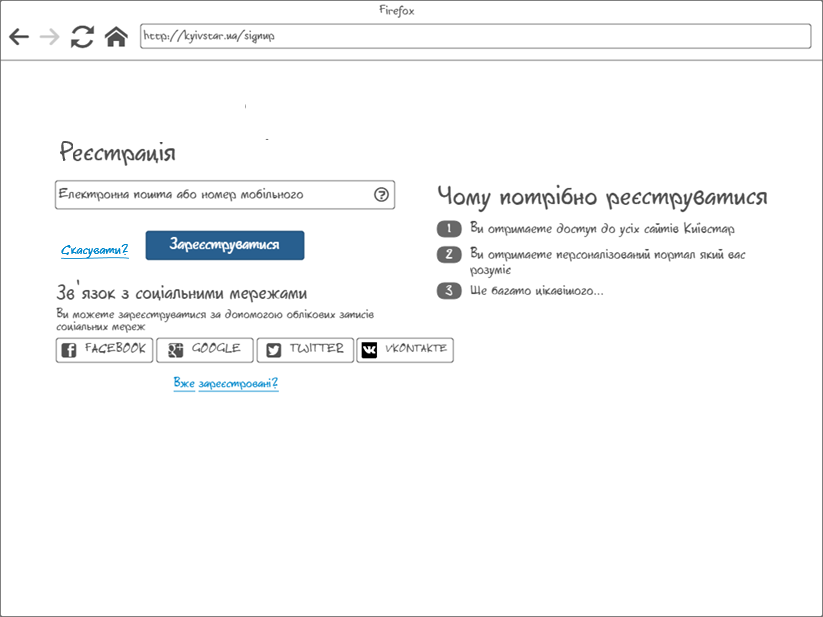 Firefox
http://kyivstar.ua/signup
Реєстрація
Електронна пошта або номер мобільного ?
Скасувати?
Зареєструватися
Зв'язок з соціальними мережами
Ви можете зареєструватися за допомогою облікових записів
соціальних мереж
FACEBOOK GOOGLE TWITTER VKONTAKTE
Вже зареєстровані?
Чому потрібно реєструватися
1 Ви отримаєте доступ до усіх сайтів Київстар
2 Ви отримаєте персоналізований портал який вас
розуміє
3 Ще багато цікавішого...